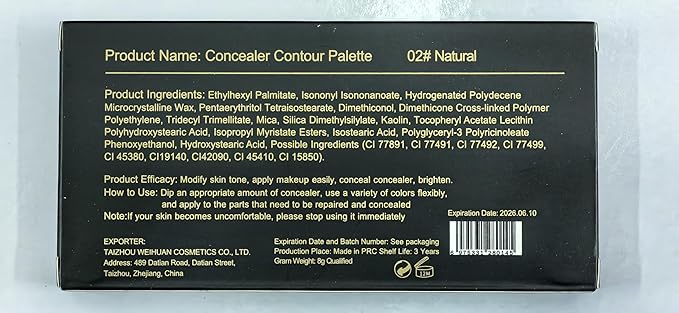 Product Name: Concealer Contour Palette 02# Natural
Product Ingredients: Ethylhexyl Palmitate, Isononyl Isononanoate, Hydrogenated Polydecene
Microcrystalline Wax, Pentaerythritol Tetraisostearate, Dimethiconol, Dimethicone Cross-linked Polymer
Polyethylene, Tridecyl Trimellitate, Mica, Silica Dimethylsilylate, Kaolin, Tocopheryl Acetate Lecithin
Polyhydroxystearic Acid, Isopropyl Myristate Esters, Isostearic Acid, Polyglyceryl-3 Polyricinoleate
Phenoxyethanol, Hydroxystearic Acid, Possible Ingredients (CI 77891, CI 77491, CI 77492, CI 77499,
CI 45380, CI19140, CI42090, CI 45410, CI 15850).
Product Efficacy: Modify skin tone, apply makeup easily, conceal concealer, brighten.
How to Use: Dip an appropriate amount of concealer, use a variety of colors flexibly,
and apply to the parts that need to be repaired and concealed
Note:If your skin becomes uncomfortable, please stop using it immediately
Expiration Date: 2026.06.10
EXPORTER:
TAIZHOU WEIHUAN COSMETICS CO., LTD.
Address: 489 Datian Road, Datian Street,
Taizhou, Zhejiang, China
Expiration Date and Batch Number: See packaging
Production Place: Made in PRC Shelf Life: 3 Years
Gram Weight: 8g Qualified
12M